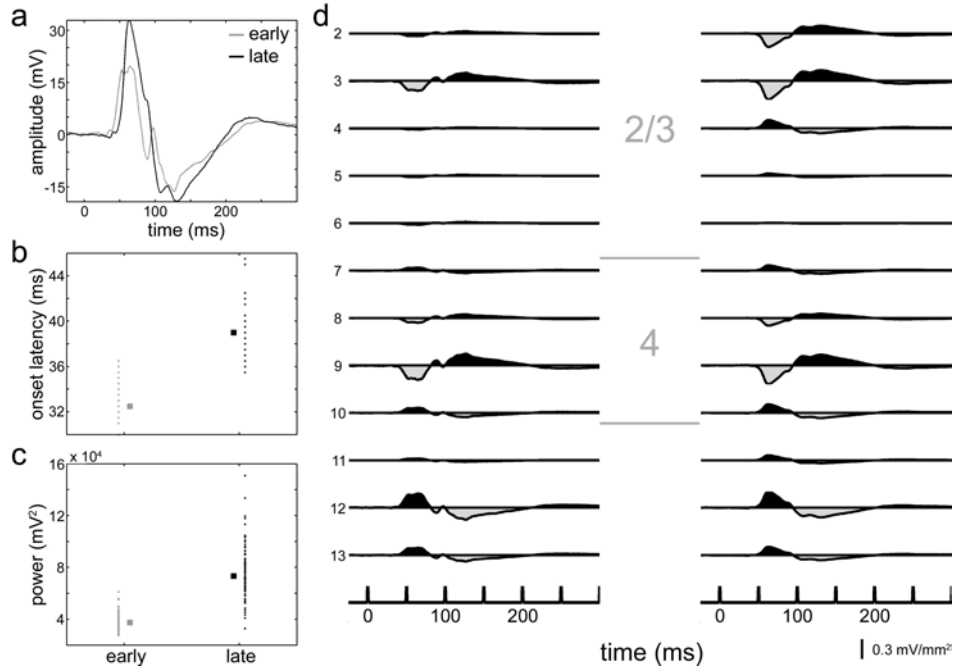 a
amplitude (mV)
30
15
0
-15
early
late
0
100
200
time (ms)
b
onset latency (ms)
44
40
36
32
c
x 10⁴
power (mV²)
16
12
8
4
early
late
d
2
3
4
5
6
7
8
9
10
11
12
13
2/3
4
0
100
200
0
100
200
time (ms)
0.3 mV/mm²